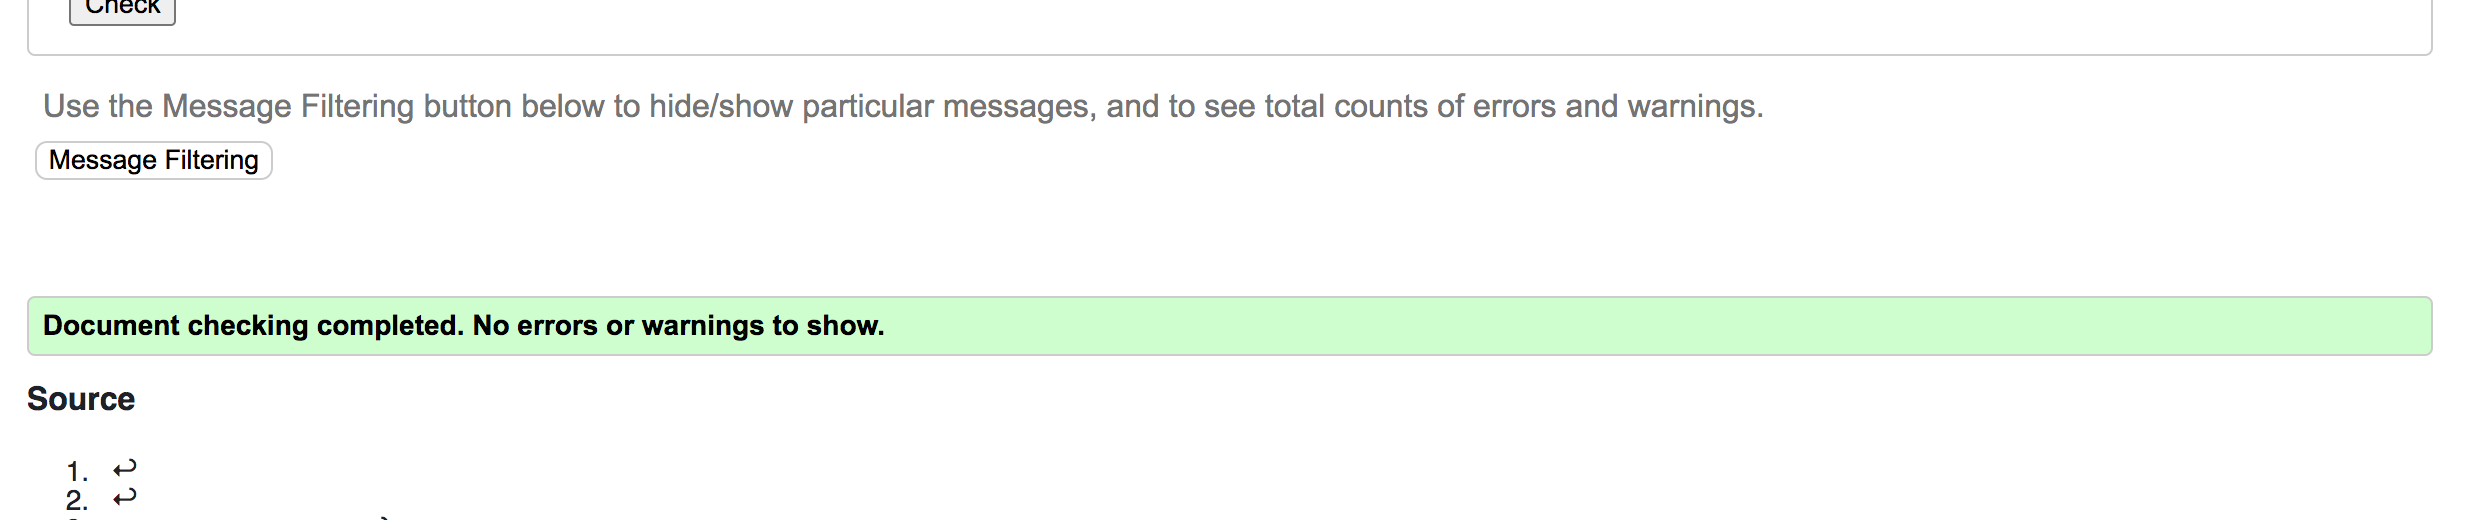 Check
Use the Message Filtering button below to hide/show particular messages, and to see total counts of errors and warnings.
Message Filtering
Document checking completed. No errors or warnings to show.
Source
1. ↩
2. ↩